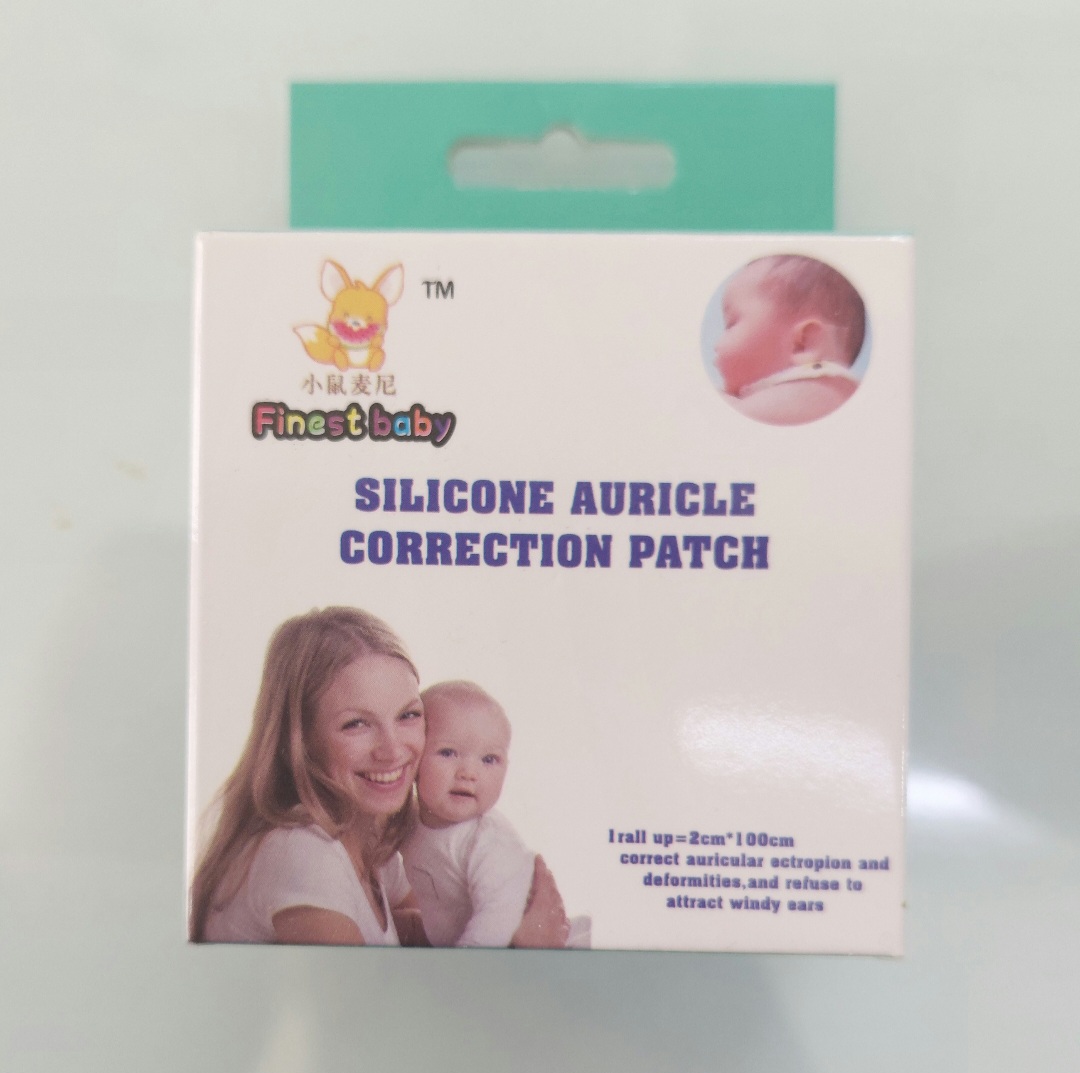 TM
小鼠麦尼
Finest baby
SILICONE AURICLE
CORRECTION PATCH
1rall up=2cm*100cm
correct auricular ectropion and
deformities,and refuse to
attract windy ears